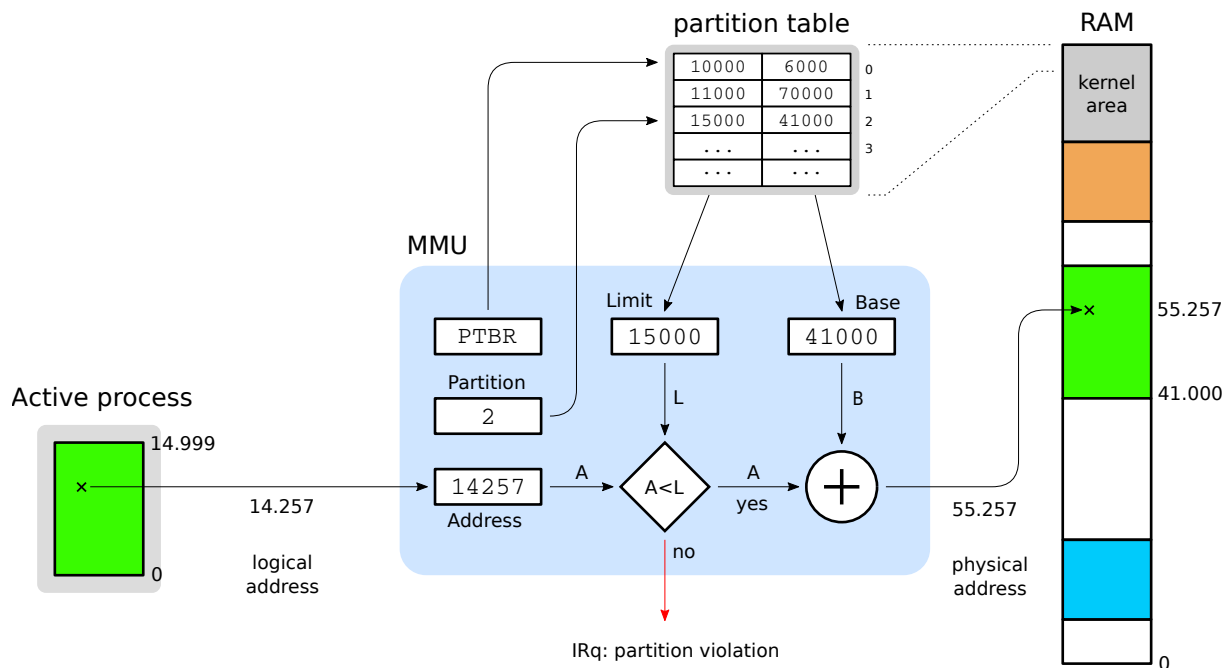 partition table
RAM
10000 6000 0
11000 70000 1
15000 41000 2
... ... 3
... ...
kernel
area
MMU
Limit
Base
PTBR
15000
41000
55.257
Partition
2
L
B
41.000
Active process
14.999
14257
A
A<L
A
yes
14.257
Address
55.257
no
logical
address
physical
address
0
IRq: partition violation
0